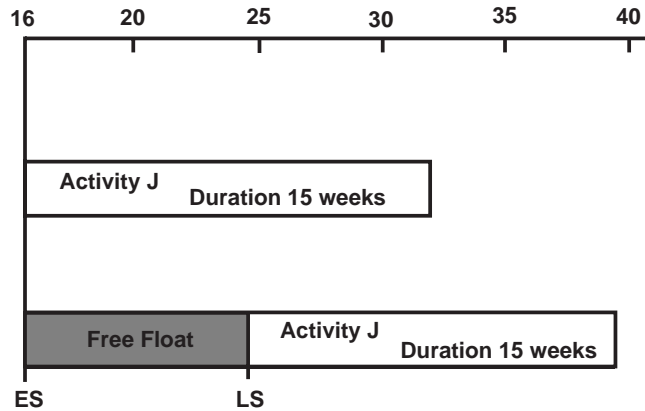 16 20 25 30 35 40
Activity J
Duration 15 weeks
Free Float
Activity J
Duration 15 weeks
ES LS